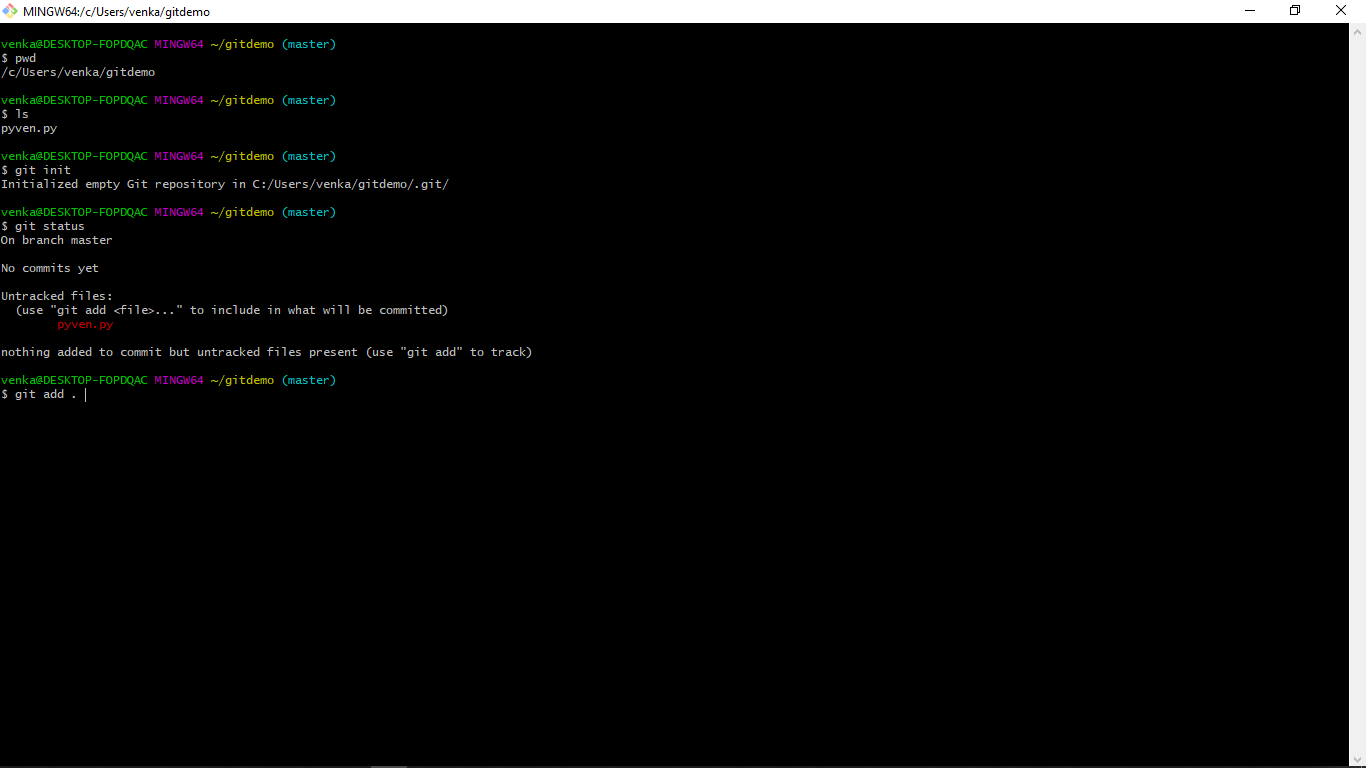 MINGW64:/c/Users/venka/gitdemo
venka@DESKTOP-FOPDQAC MINGW64 ~/gitdemo (master)
$ pwd
/c/Users/venka/gitdemo
venka@DESKTOP-FOPDQAC MINGW64 ~/gitdemo (master)
$ ls
pyven.py
venka@DESKTOP-FOPDQAC MINGW64 ~/gitdemo (master)
$ git init
Initialized empty Git repository in C:/Users/venka/gitdemo/.git/
venka@DESKTOP-FOPDQAC MINGW64 ~/gitdemo (master)
$ git status
On branch master
No commits yet
Untracked files:
  (use "git add <file>..." to include in what will be committed)
        pyven.py
nothing added to commit but untracked files present (use "git add" to track)
venka@DESKTOP-FOPDQAC MINGW64 ~/gitdemo (master)
$ git add .